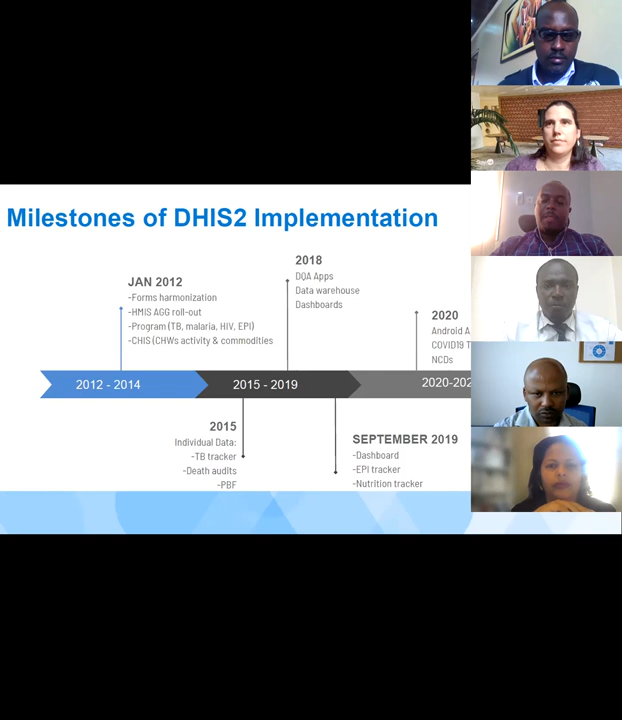 Milestones of DHIS2 Implementation
JAN 2012
-Forms harmonization
-HMIS AGG roll-out
-Program (TB, malaria, HIV, EPI)
-CHIS (CHWs activity & commodities
2018
DQA Apps
Data warehouse
Dashboards
2020
Android A
COVID19 T
NCDs
2012 - 2014
2015 - 2019
2020-202
2015
Individual Data:
-TB tracker
-Death audits
-PBF
SEPTEMBER 2019
-Dashboard
-EPI tracker
-Nutrition tracker